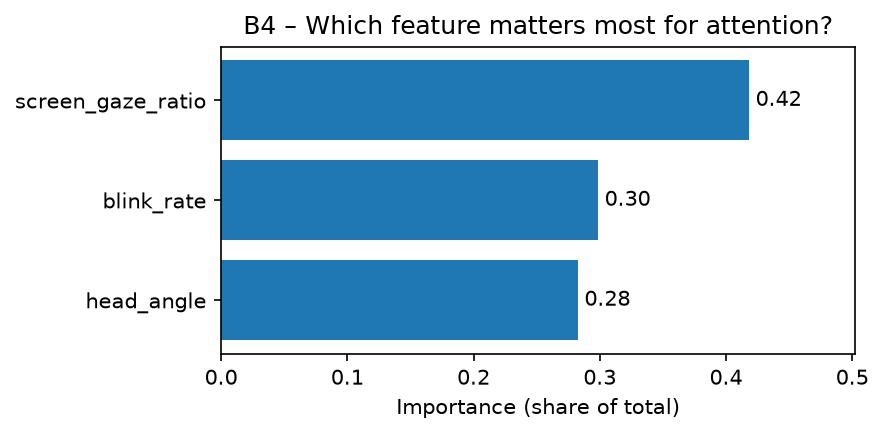 B4 – Which feature matters most for attention?
screen_gaze_ratio
0.42
blink_rate
0.30
head_angle
0.28
0.0 0.1 0.2 0.3 0.4 0.5
Importance (share of total)